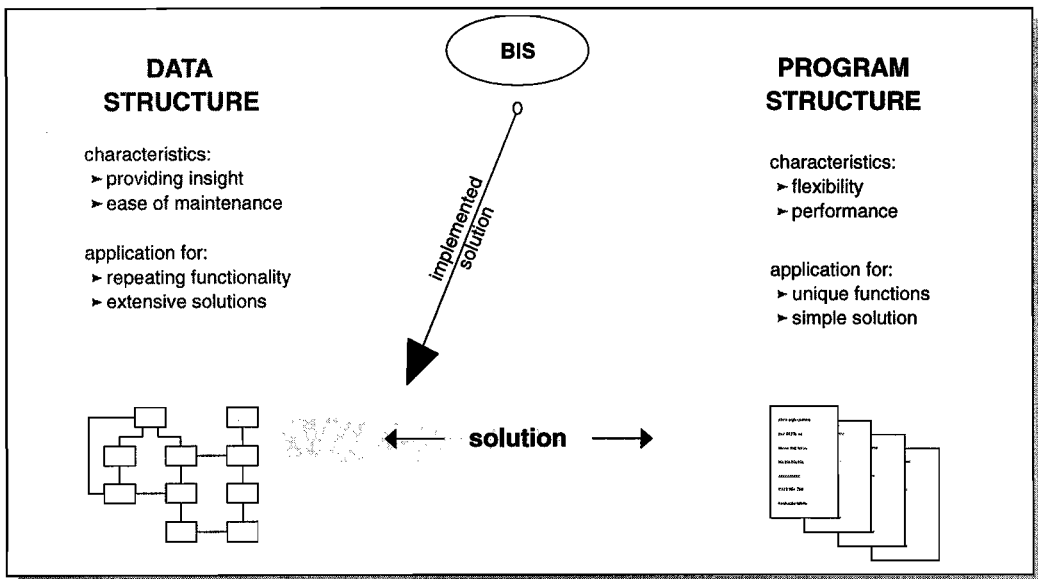 BIS
DATA
STRUCTURE
characteristics:
➤ providing insight
➤ ease of maintenance
application for:
➤ repeating functionality
➤ extensive solutions
implemented
solution
PROGRAM
STRUCTURE
characteristics:
➤ flexibility
➤ performance
application for:
➤ unique functions
➤ simple solution
solution